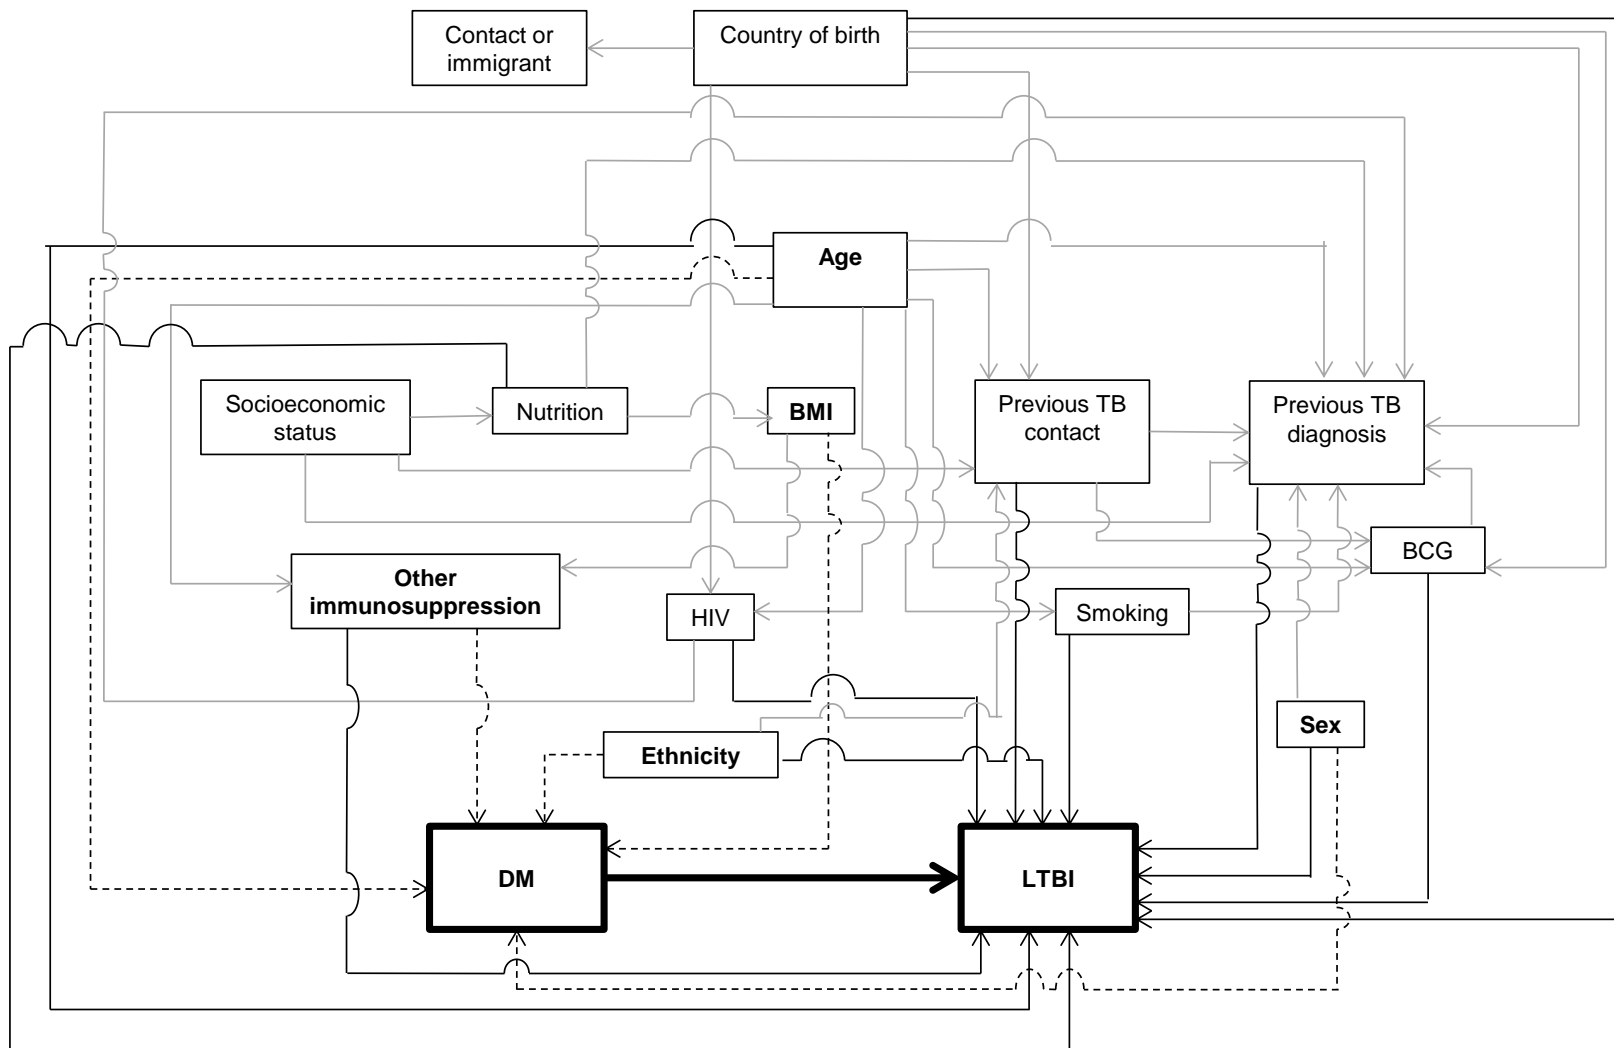 Contact or
immigrant
Country of birth
Age
Socioeconomic
status
Nutrition
BMI
Previous TB
contact
Previous TB
diagnosis
BCG
Other
immunosuppression
HIV
Smoking
Sex
Ethnicity
DM
LTBI